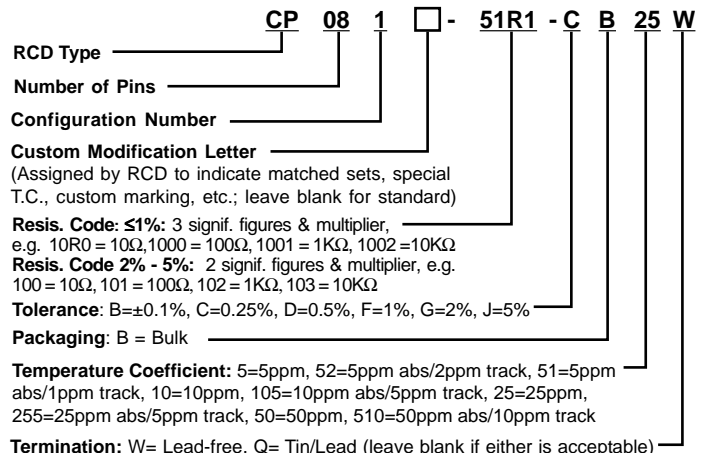 CP 08 1 □ - 51R1 - C B 25 W
RCD Type
Number of Pins
Configuration Number
Custom Modification Letter
(Assigned by RCD to indicate matched sets, special
T.C., custom marking, etc.; leave blank for standard)
Resis. Code: ≤1%: 3 signif. figures & multiplier,
e.g. 10R0 = 10Ω,1000 = 100Ω, 1001 = 1KΩ, 1002 =10KΩ
Resis. Code 2% - 5%: 2 signif. figures & multiplier, e.g.
100 = 10Ω, 101 = 100Ω, 102 = 1KΩ, 103 = 10KΩ
Tolerance: B=±0.1%, C=0.25%, D=0.5%, F=1%, G=2%, J=5%
Packaging: B = Bulk
Temperature Coefficient: 5=5ppm, 52=5ppm abs/2ppm track, 51=5ppm
abs/1ppm track, 10=10ppm, 105=10ppm abs/5ppm track, 25=25ppm,
255=25ppm abs/5ppm track, 50=50ppm, 510=50ppm abs/10ppm track
Termination: W= Lead-free, Q= Tin/Lead (leave blank if either is acceptable)